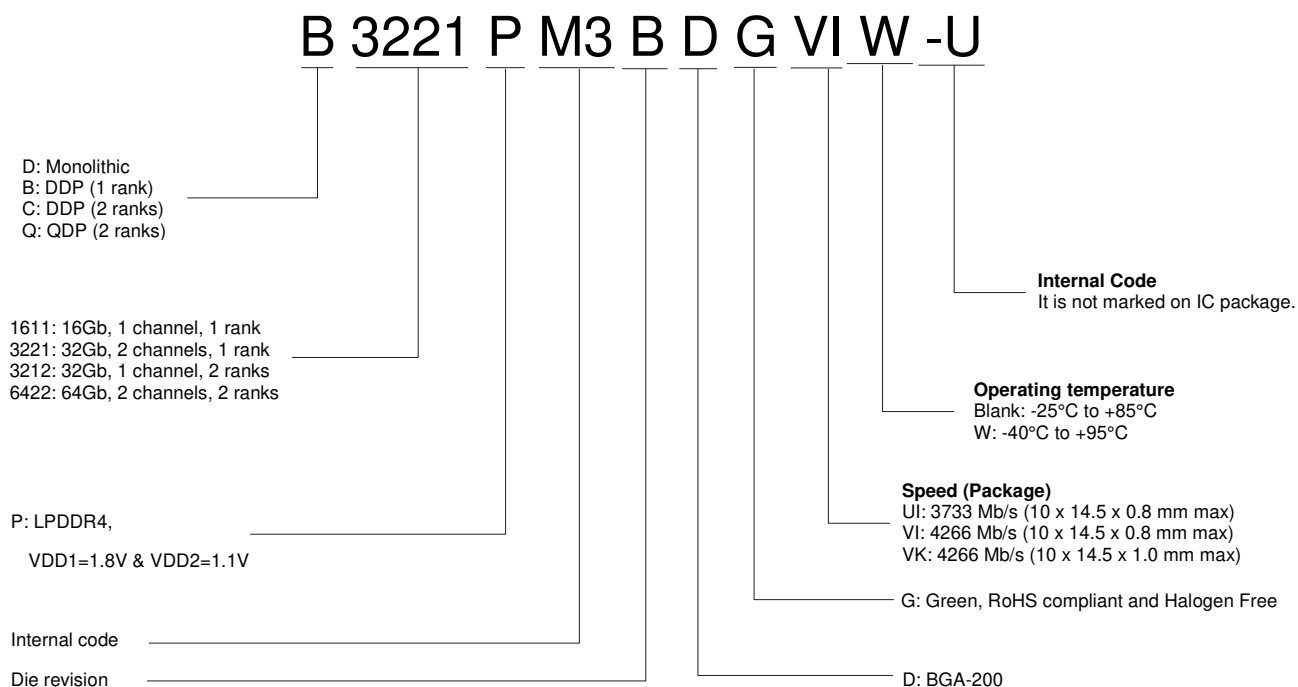 B 3221 P M3 B D G VI W -U
D: Monolithic
B: DDP (1 rank)
C: DDP (2 ranks)
Q: QDP (2 ranks)
Internal Code
It is not marked on IC package.
1611: 16Gb, 1 channel, 1 rank
3221: 32Gb, 2 channels, 1 rank
3212: 32Gb, 1 channel, 2 ranks
6422: 64Gb, 2 channels, 2 ranks
Operating temperature
Blank: -25°C to +85°C
W: -40°C to +95°C
Speed (Package)
UI: 3733 Mb/s (10 x 14.5 x 0.8 mm max)
VI: 4266 Mb/s (10 x 14.5 x 0.8 mm max)
VK: 4266 Mb/s (10 x 14.5 x 1.0 mm max)
P: LPDDR4,
VDD1=1.8V & VDD2=1.1V
G: Green, RoHS compliant and Halogen Free
Internal code
Die revision
D: BGA-200